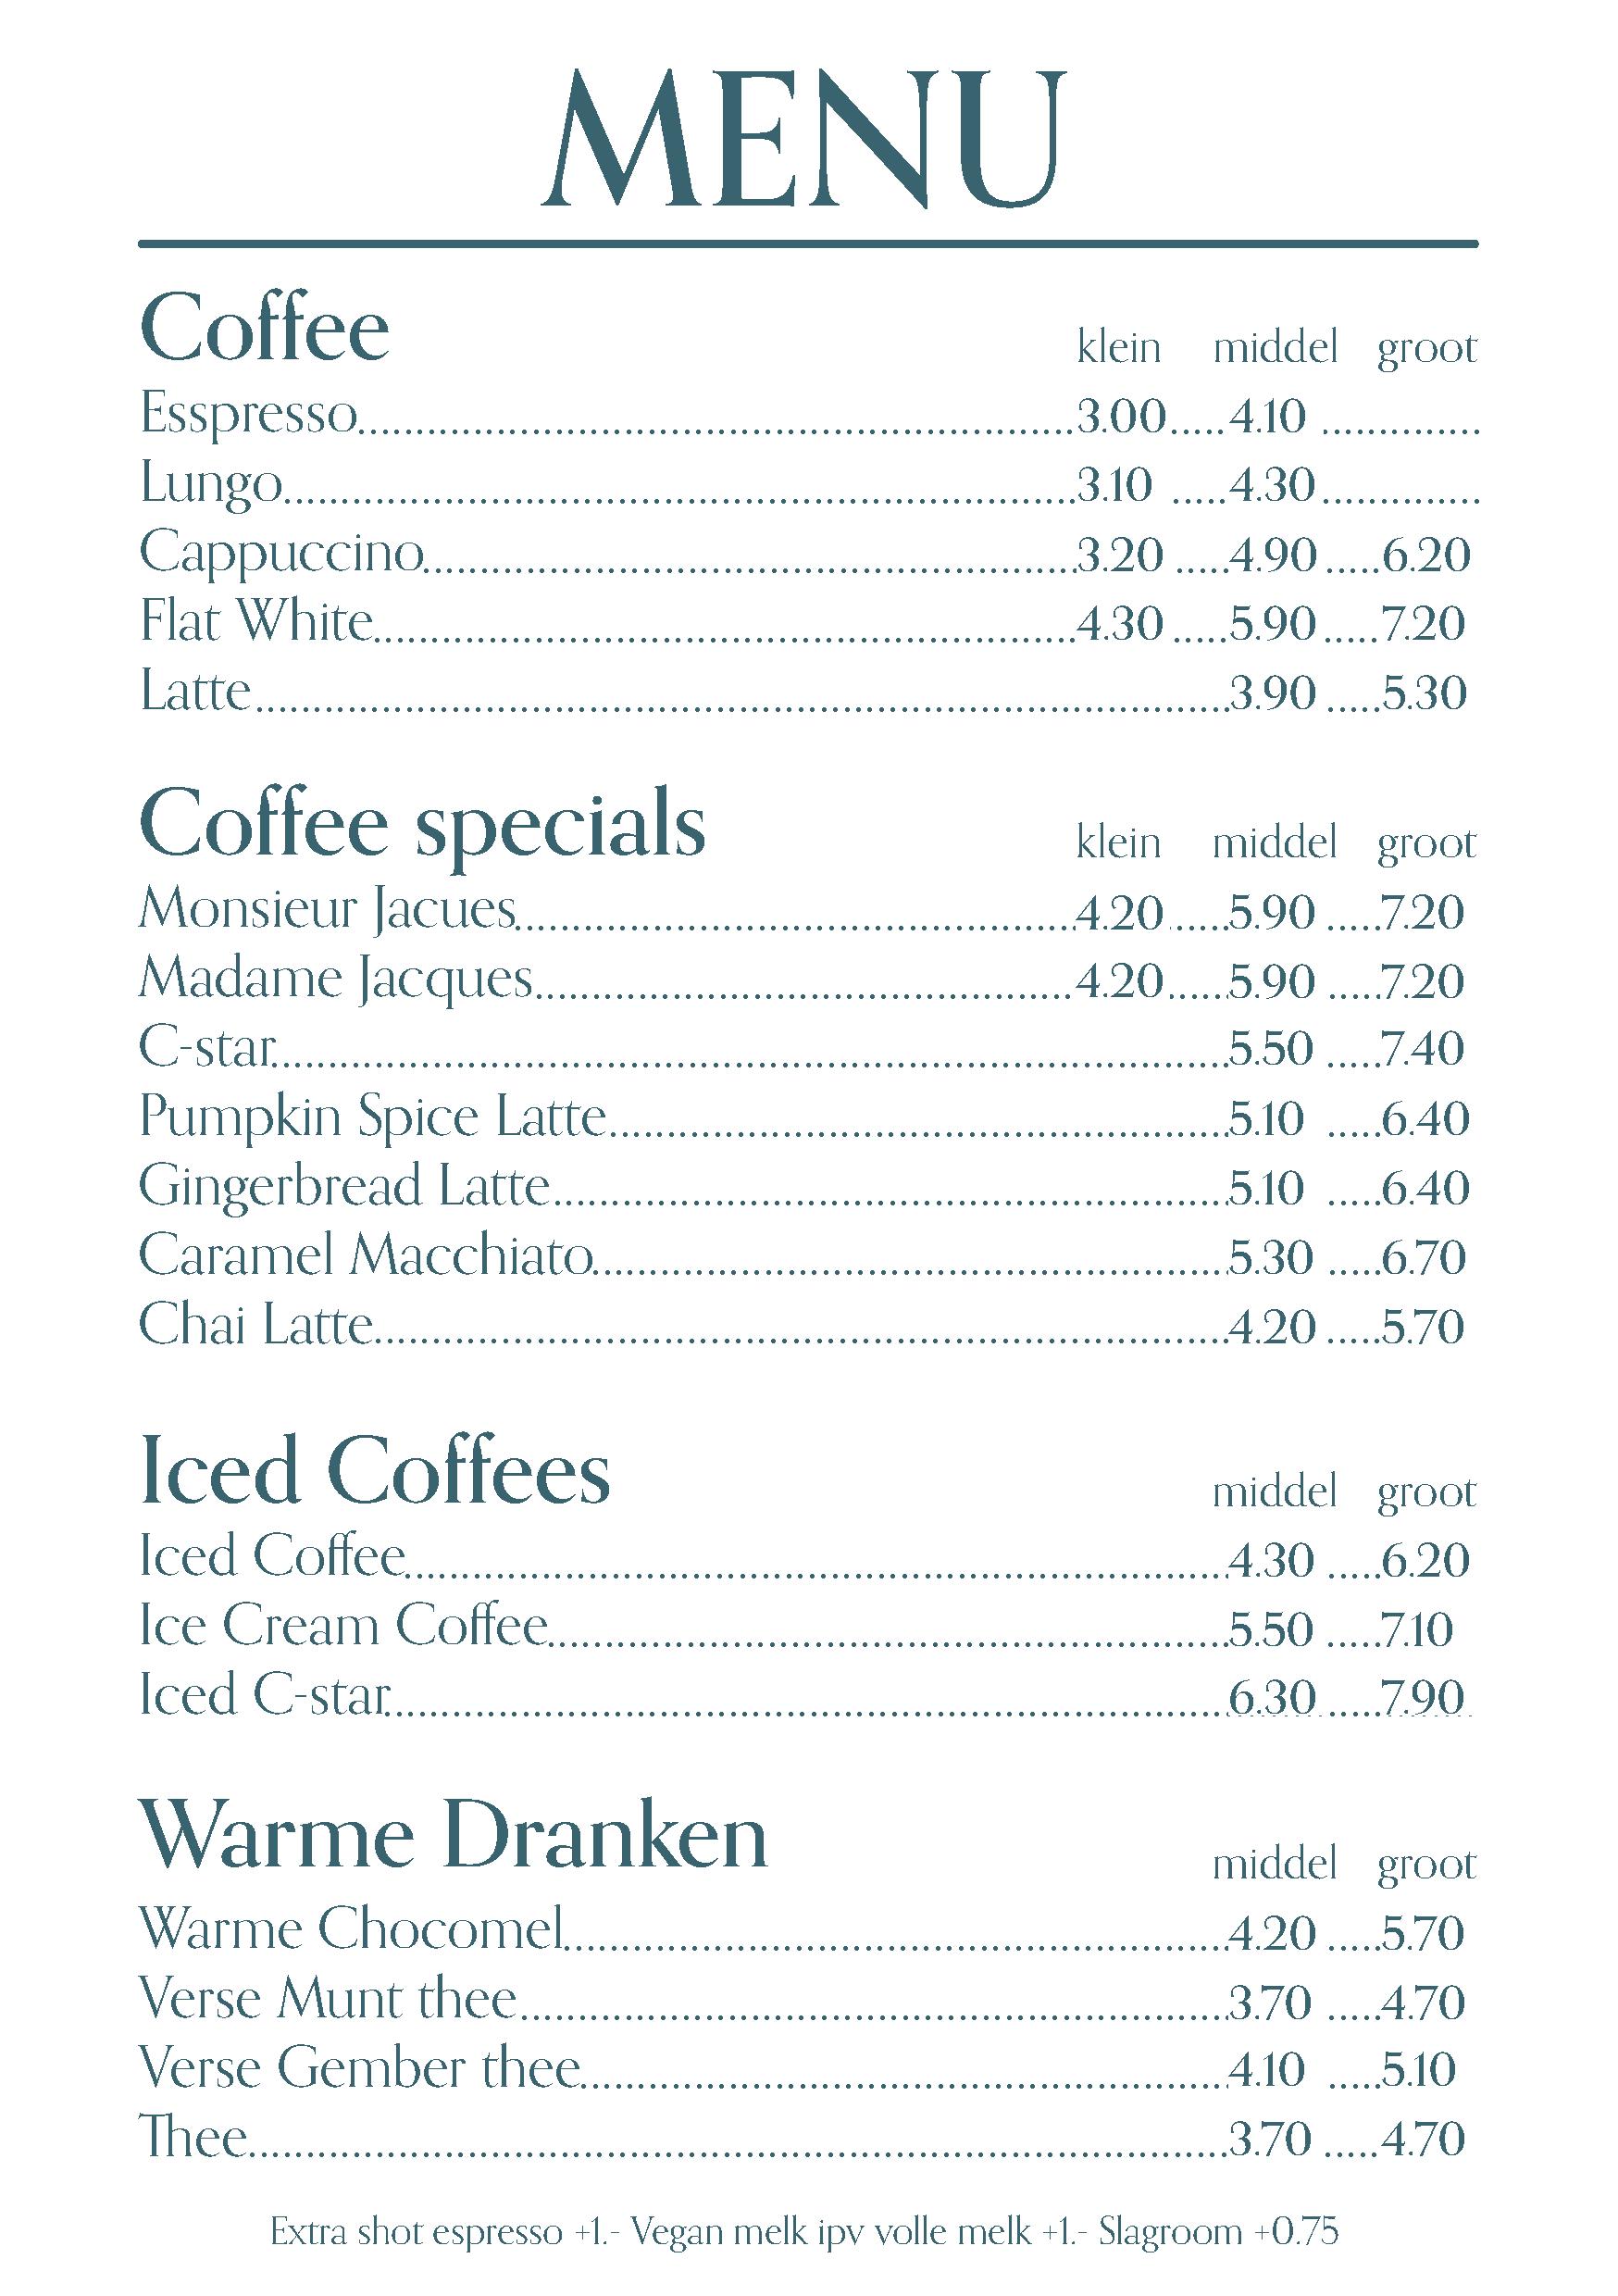 MENU
Coffee klein middel groot
Esspresso 3.00 4.10
Lungo 3.10 4.30
Cappuccino 3.20 4.90 6.20
Flat White 4.30 5.90 7.20
Latte 3.90 5.30
Coffee specials klein middel groot
Monsieur Jacues 4.20 5.90 7.20
Madame Jacques 4.20 5.90 7.20
C-star 5.50 7.40
Pumpkin Spice Latte 5.10 6.40
Gingerbread Latte 5.10 6.40
Caramel Macchiato 5.30 6.70
Chai Latte 4.20 5.70
Iced Coffees middel groot
Iced Coffee 4.30 6.20
Ice Cream Coffee 5.50 7.10
Iced C-star 6.30 7.90
Warme Dranken middel groot
Warme Chocomel 4.20 5.70
Verse Munt thee 3.70 4.70
Verse Gember thee 4.10 5.10
Thee 3.70 4.70
Extra shot espresso +1.- Vegan melk ipv volle melk +1.- Slagroom +0.75